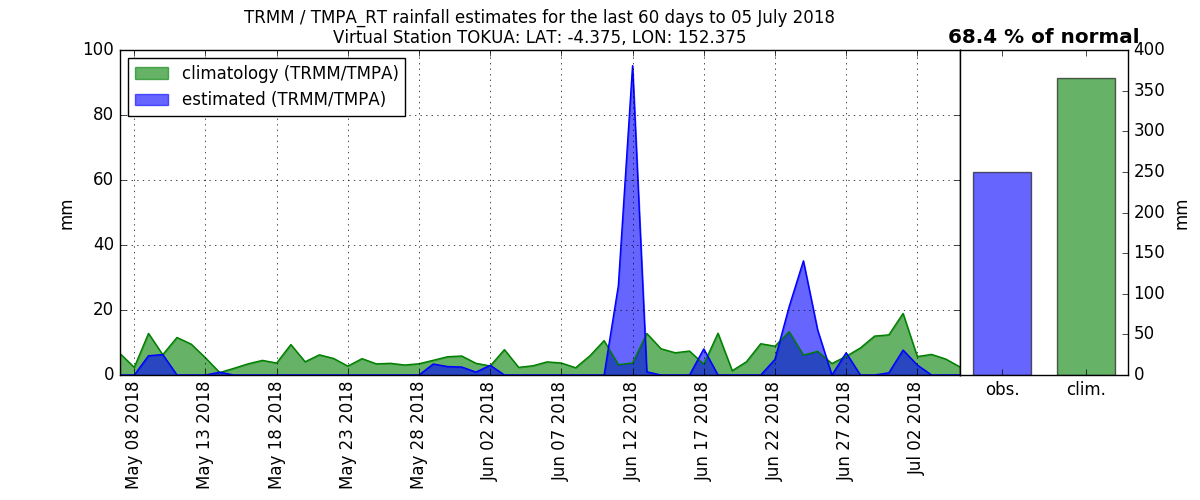 TRMM / TMPA_RT rainfall estimates for the last 60 days to 05 July 2018
Virtual Station TOKUA: LAT: -4.375, LON: 152.375
68.4 % of normal
climatology (TRMM/TMPA)
estimated (TRMM/TMPA)
100
80
60
40
20
0
mm
May 08 2018
May 13 2018
May 18 2018
May 23 2018
May 28 2018
Jun 02 2018
Jun 07 2018
Jun 12 2018
Jun 17 2018
Jun 22 2018
Jun 27 2018
Jul 02 2018
400
350
300
250
200
150
100
50
0
mm
obs.
clim.